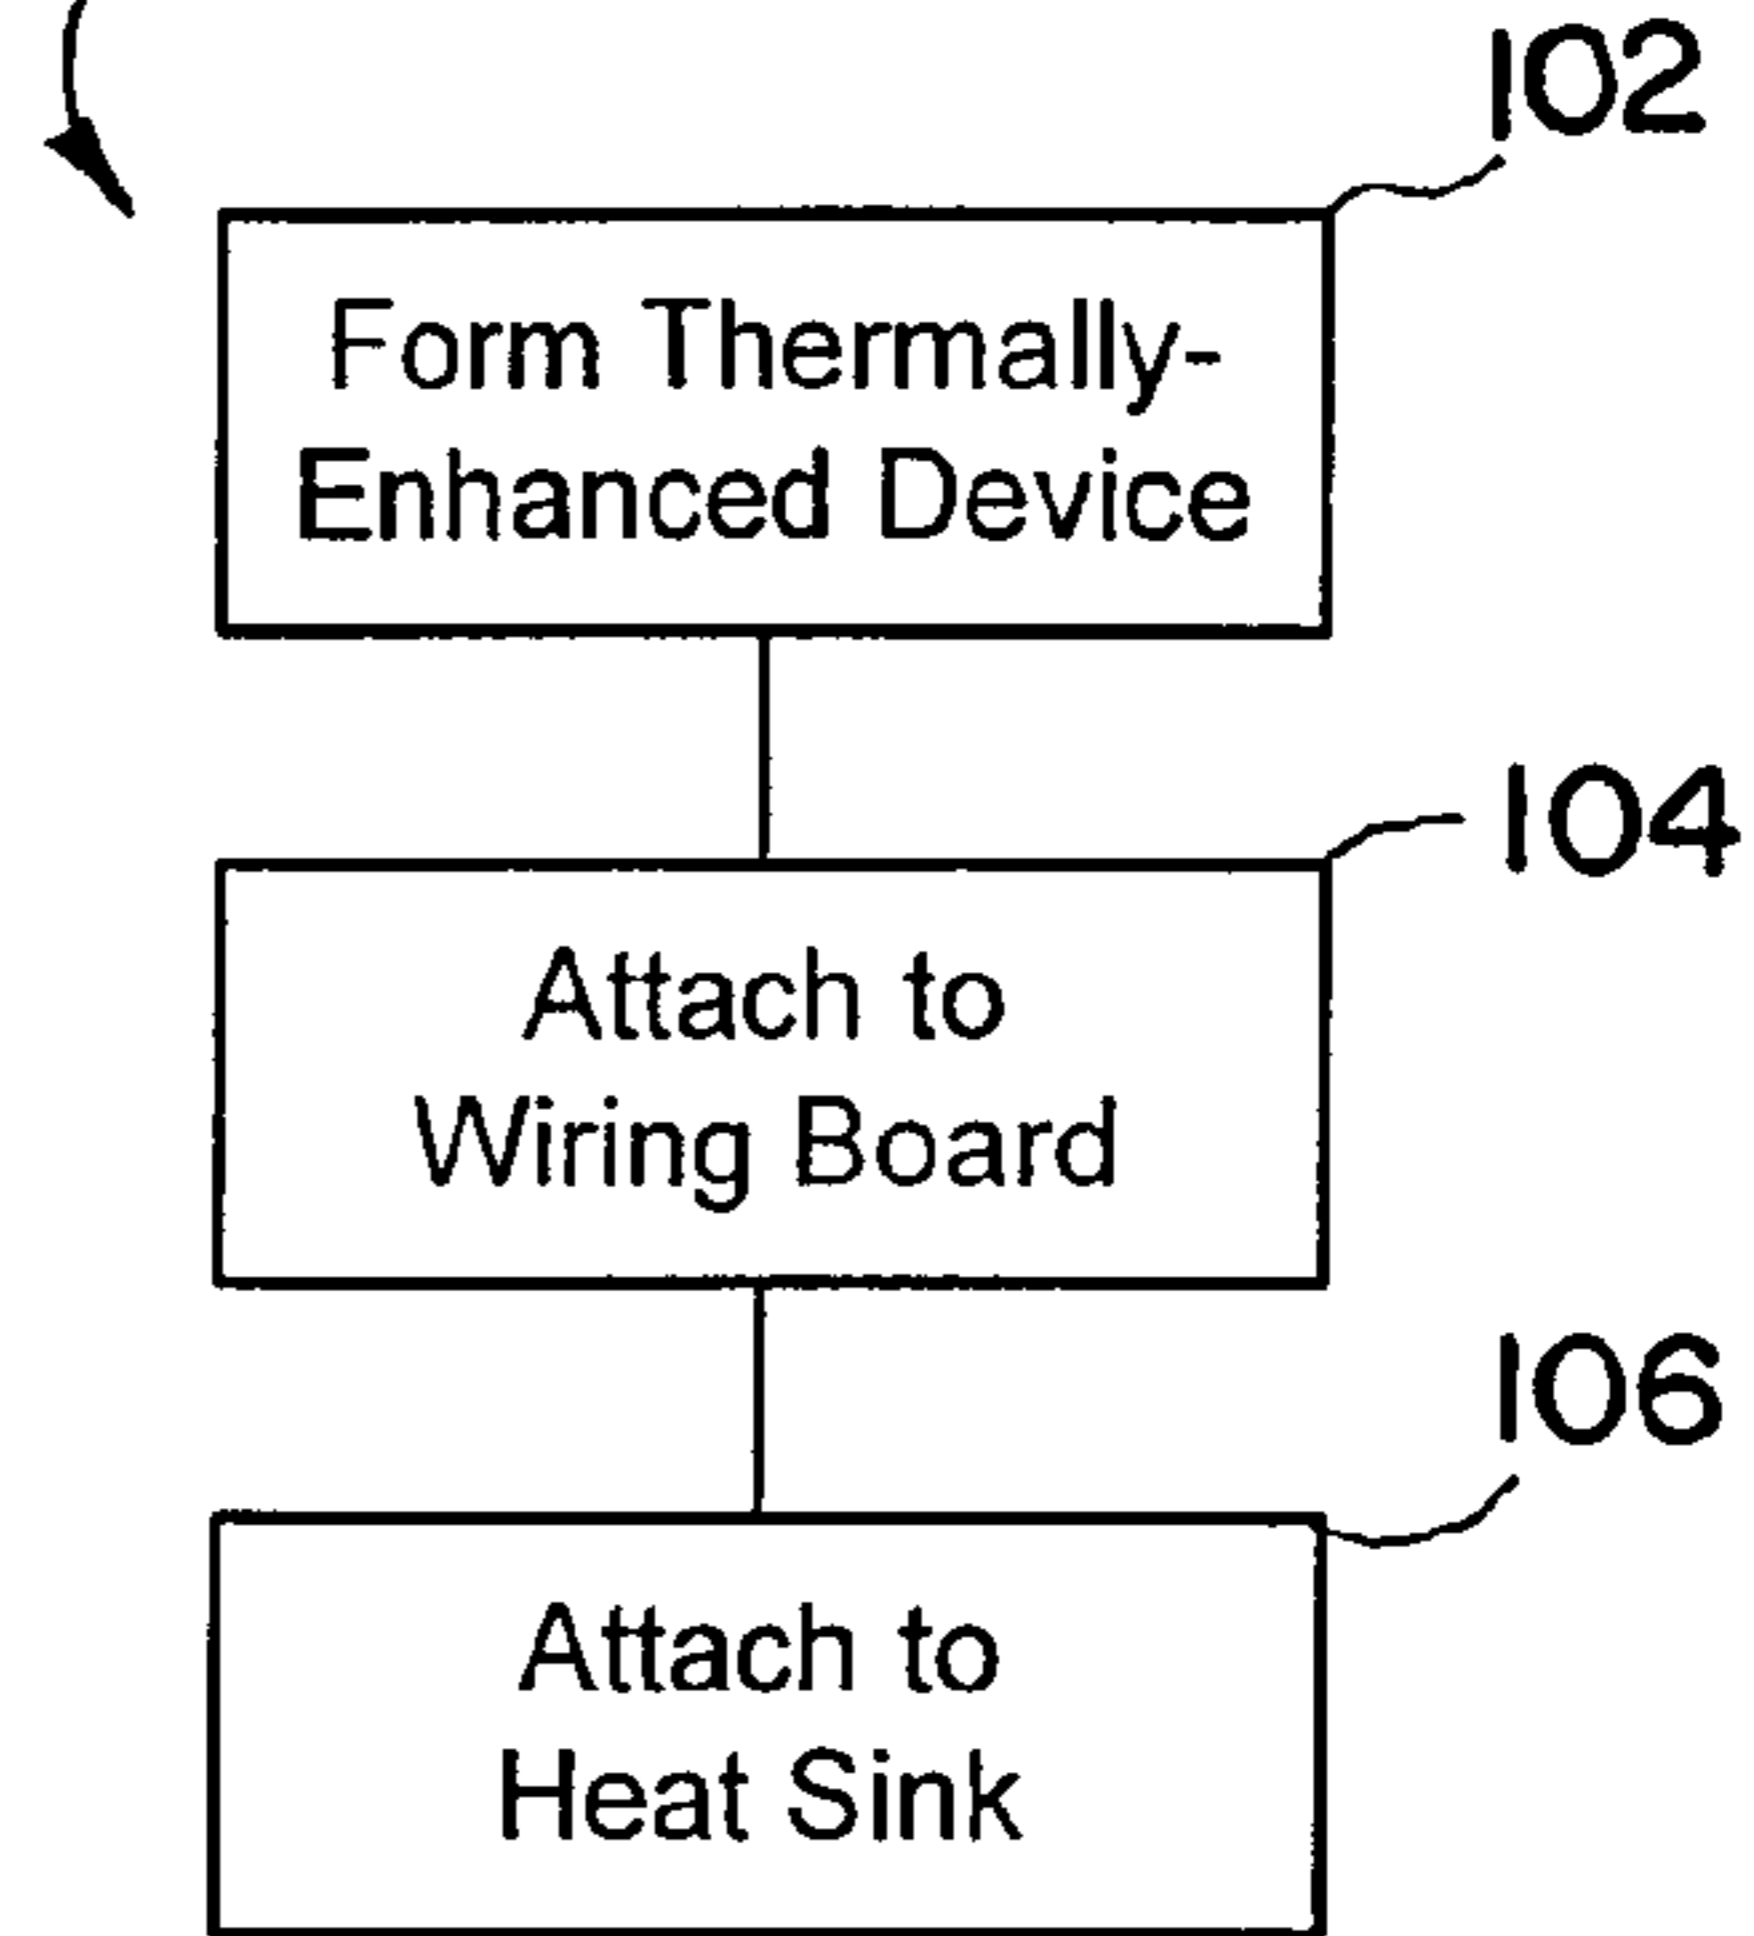 102
Form Thermally-
Enhanced Device
104
Attach to
Wiring Board
106
Attach to
Heat Sink